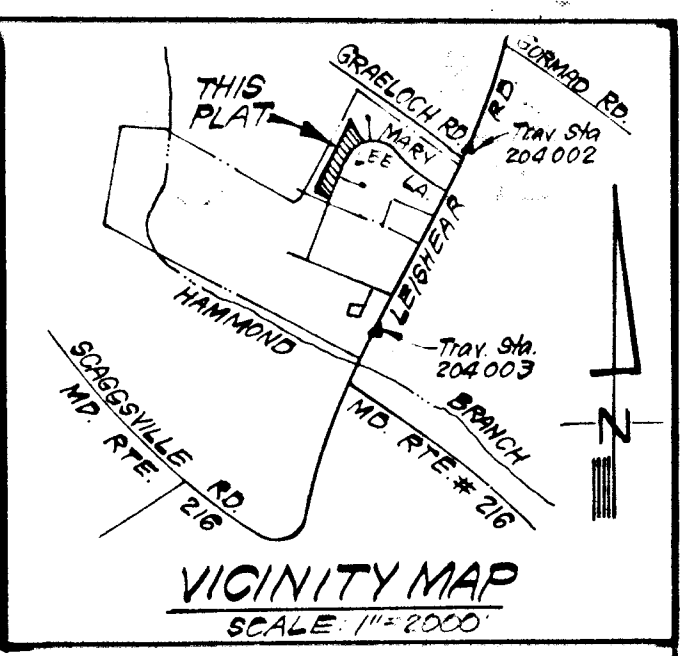 THIS
PLAT
GRAELOCH RD.
GORMAD RD.
RD
Trav Sta
204002
MARY
LEE
LA.
LEISHEAR
HAMMOND
Trav. Sta.
204003
BRANCH
SCAGGSVILLE RD.
MD. RTE. 216
MD. RTE. # 216
N
VICINITY MAP
SCALE: 1"=2000'